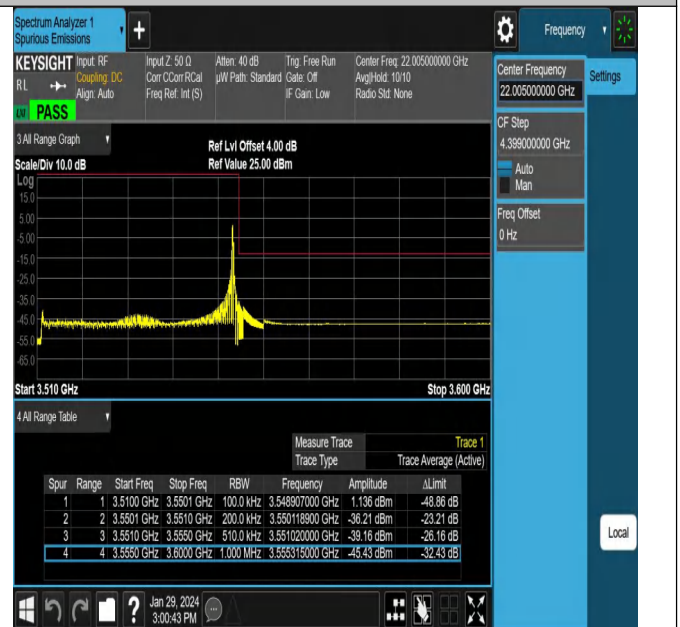 Spectrum Analyzer 1
Spurious Emissions
+
Frequency
KEYSIGHT Input: RF Input Z: 50 Ω Atten: 40 dB Trig: Free Run Center Freq: 22.005000000 GHz
RL Coupling: DC Corr CCorr RCal µW Path: Standard Gate: Off Avg|Hold: 10/10
Align: Auto Freq Ref: Int (S) IF Gain: Low Radio Std: None
LXI PASS
Center Frequency
22.005000000 GHz
Settings
CF Step
4.399000000 GHz
Auto
Man
Freq Offset
0 Hz
3 All Range Graph
Ref Lvl Offset 4.00 dB
Scale/Div 10.0 dB Ref Value 25.00 dBm
Log
15.0
5.00
-5.00
-15.0
-25.0
-35.0
-45.0
-55.0
-65.0
Start 3.510 GHz Stop 3.600 GHz
4 All Range Table
Measure Trace Trace 1
Trace Type Trace Average (Active)
Spur Range Start Freq Stop Freq RBW Frequency Amplitude ΔLimit
1 1 3.5100 GHz 3.5501 GHz 100.0 kHz 3.548907000 GHz 1.136 dBm -48.86 dB
2 2 3.5501 GHz 3.5510 GHz 200.0 kHz 3.550118900 GHz -36.21 dBm -23.21 dB
3 3 3.5510 GHz 3.5550 GHz 510.0 kHz 3.551020000 GHz -39.16 dBm -26.16 dB
4 4 3.5550 GHz 3.6000 GHz 1.000 MHz 3.555315000 GHz -45.43 dBm -32.43 dB
Local
? Jan 29, 2024
3:00:43 PM